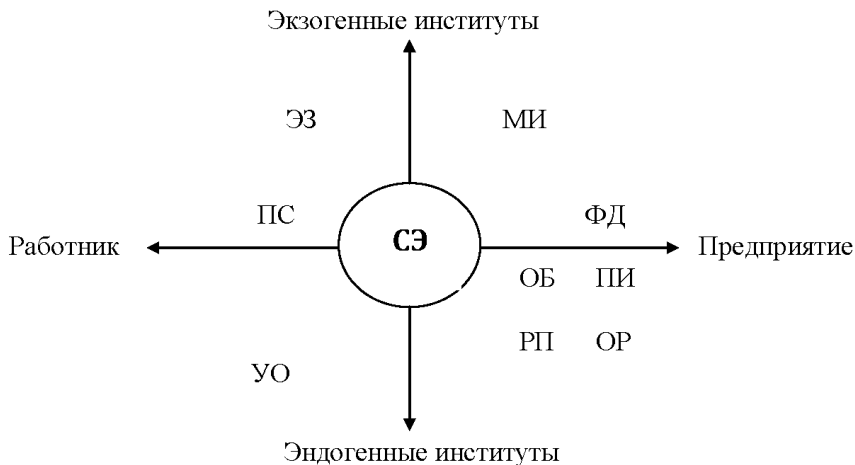 Экзогенные институты
ЭЗ МИ
ПС ФД
Работник СЭ Предприятие
ОБ ПИ
РП ОР
УО
Эндогенные институты